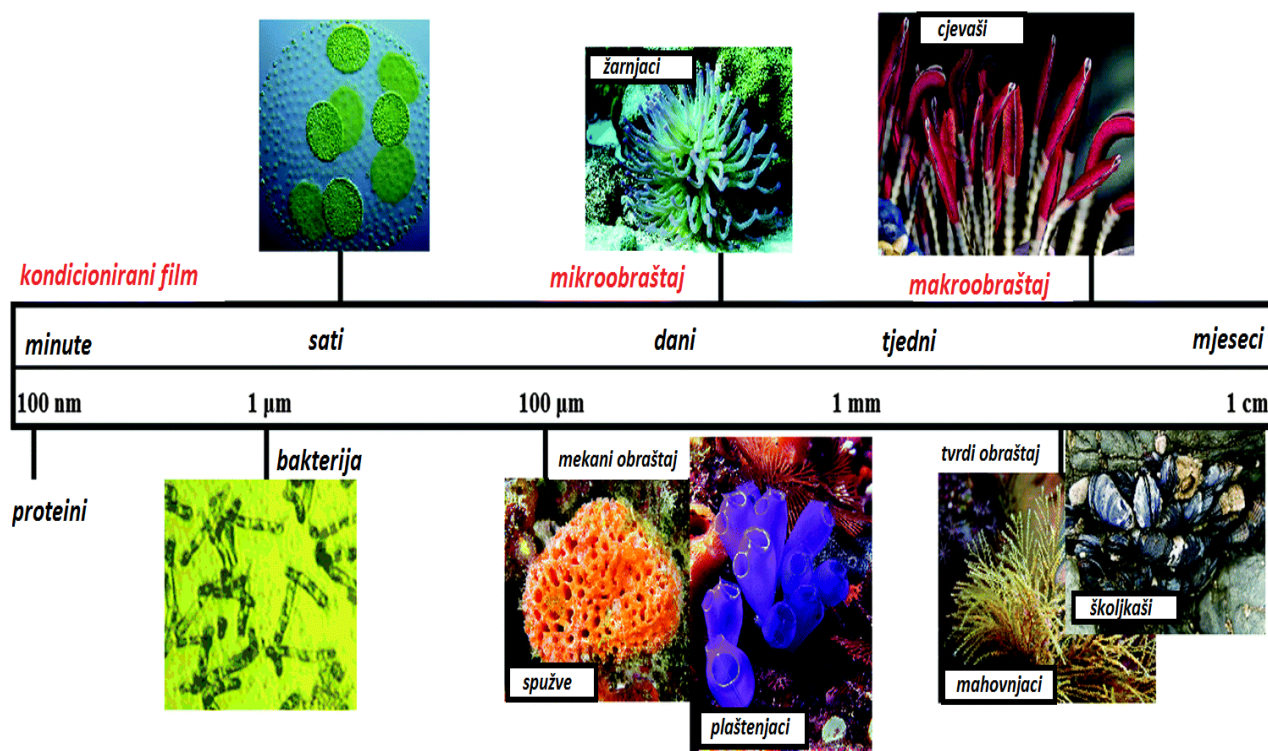 cjevaši
žarnjaci
kondicionirani film
mikroobraštaj
makroobraštaj
minute
sati
dani
tjedni
mjeseci
100 nm
1 µm
100 µm
1 mm
1 cm
bakterija
mekani obraštaj
tvrdi obraštaj
proteini
školjkaši
spužve
mahovnjaci
plaštenjaci